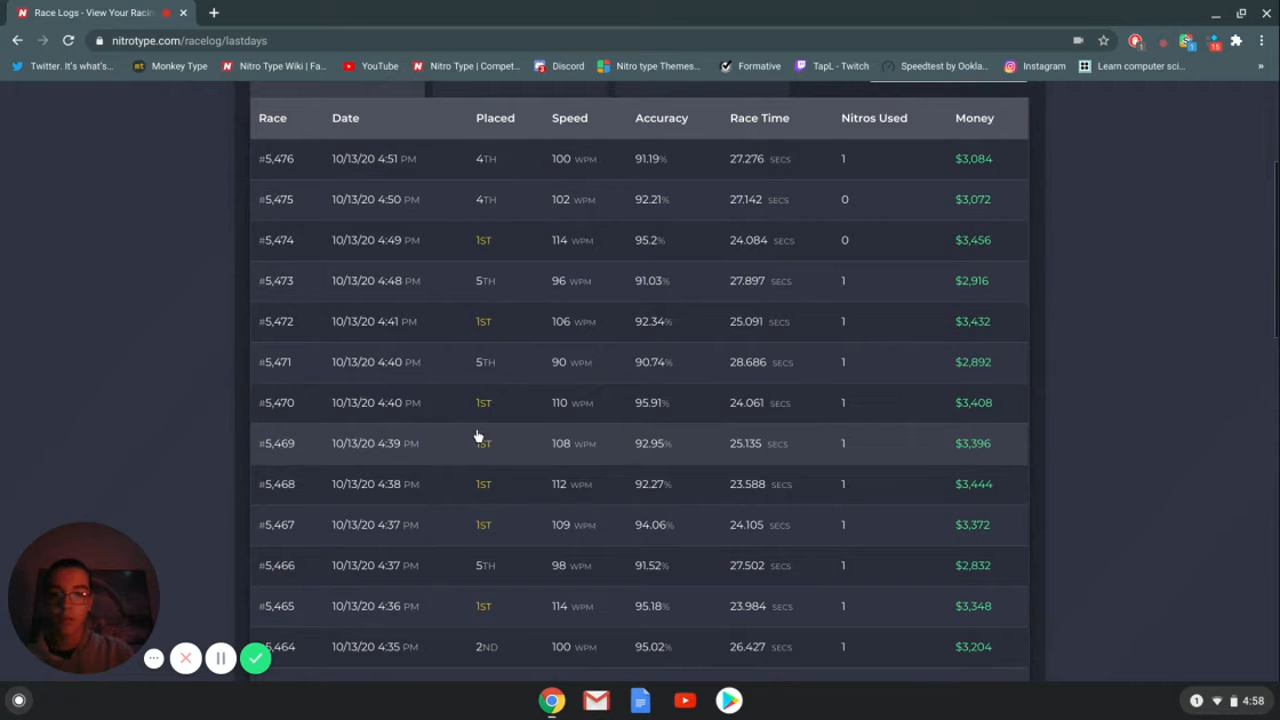 Race Logs - View Your Racin
nitrotype.com/racelog/lastdays
1
1
15
Twitter. It's what's...
mt
Monkey Type
Nitro Type Wiki | Fa...
YouTube
Nitro Type | Compet...
Discord
Nitro type Themes...
Formative
TapL - Twitch
Speedtest by Ookla...
Instagram
Learn computer sci...
»
Race Date Placed Speed Accuracy Race Time Nitros Used Money
#5,476 10/13/20 4:51 PM 4TH 100 WPM 91.19% 27.276 SECS 1 $3,084
#5,475 10/13/20 4:50 PM 4TH 102 WPM 92.21% 27.142 SECS 0 $3,072
#5,474 10/13/20 4:49 PM 1ST 114 WPM 95.2% 24.084 SECS 0 $3,456
#5,473 10/13/20 4:48 PM 5TH 96 WPM 91.03% 27.897 SECS 1 $2,916
#5,472 10/13/20 4:41 PM 1ST 106 WPM 92.34% 25.091 SECS 1 $3,432
#5,471 10/13/20 4:40 PM 5TH 90 WPM 90.74% 28.686 SECS 1 $2,892
#5,470 10/13/20 4:40 PM 1ST 110 WPM 95.91% 24.061 SECS 1 $3,408
#5,469 10/13/20 4:39 PM 1ST 108 WPM 92.95% 25.135 SECS 1 $3,396
#5,468 10/13/20 4:38 PM 1ST 112 WPM 92.27% 23.588 SECS 1 $3,444
#5,467 10/13/20 4:37 PM 1ST 109 WPM 94.06% 24.105 SECS 1 $3,372
#5,466 10/13/20 4:37 PM 5TH 98 WPM 91.52% 27.502 SECS 1 $2,832
#5,465 10/13/20 4:36 PM 1ST 114 WPM 95.18% 23.984 SECS 1 $3,348
5,464 10/13/20 4:35 PM 2ND 100 WPM 95.02% 26.427 SECS 1 $3,204
1 4:58